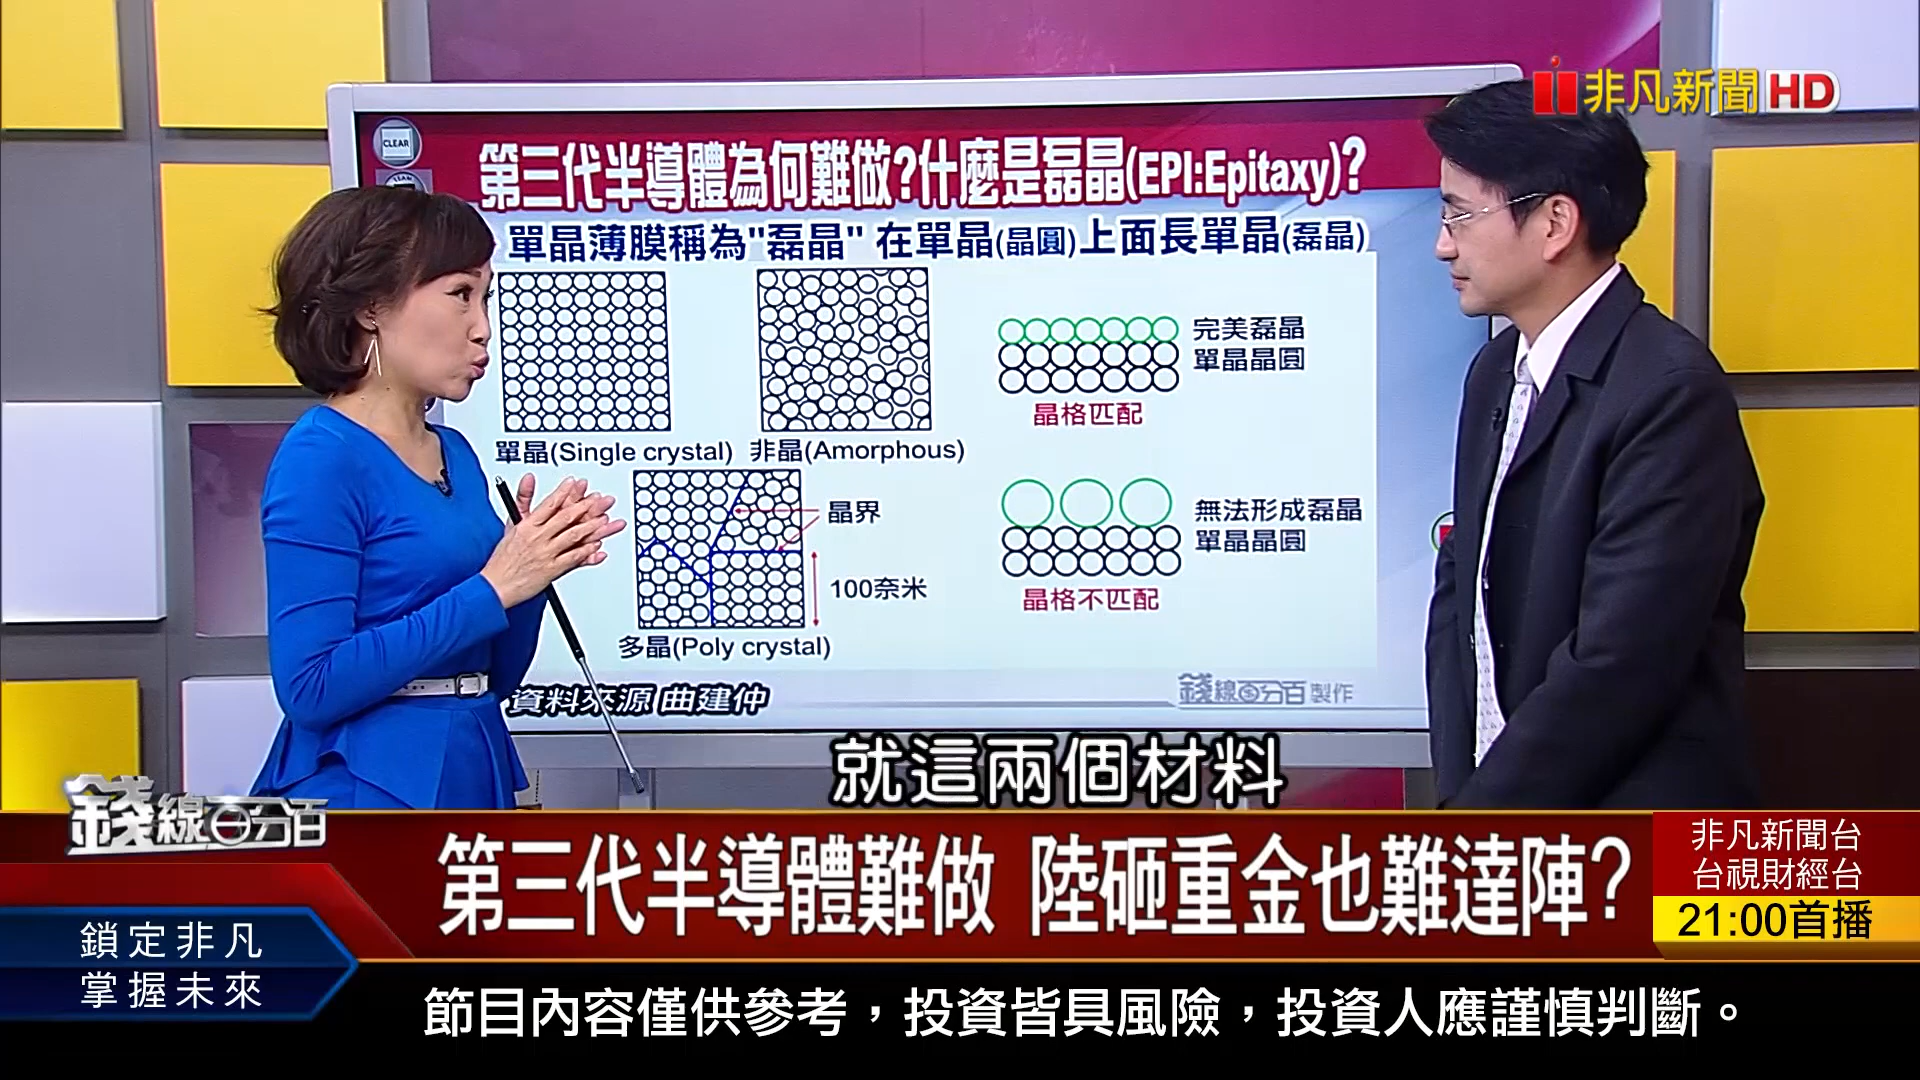 非凡新聞HD
CLEAR
第三代半導體為何難做?什麼是磊晶(EPI:Epitaxy)?
單晶薄膜稱為"磊晶" 在單晶(晶圓)上面長單晶(磊晶)
完美磊晶
單晶晶圓
晶格匹配
單晶(Single crystal)
非晶(Amorphous)
晶界
100奈米
多晶(Poly crystal)
無法形成磊晶
單晶晶圓
晶格不匹配
資料來源 曲建仲
錢線百分百 製作
就這兩個材料
錢線百分百
第三代半導體難做 陸砸重金也難達陣?
非凡新聞台
台視財經台
21:00首播
鎖定非凡
掌握未來
節目內容僅供參考，投資皆具風險，投資人應謹慎判斷。